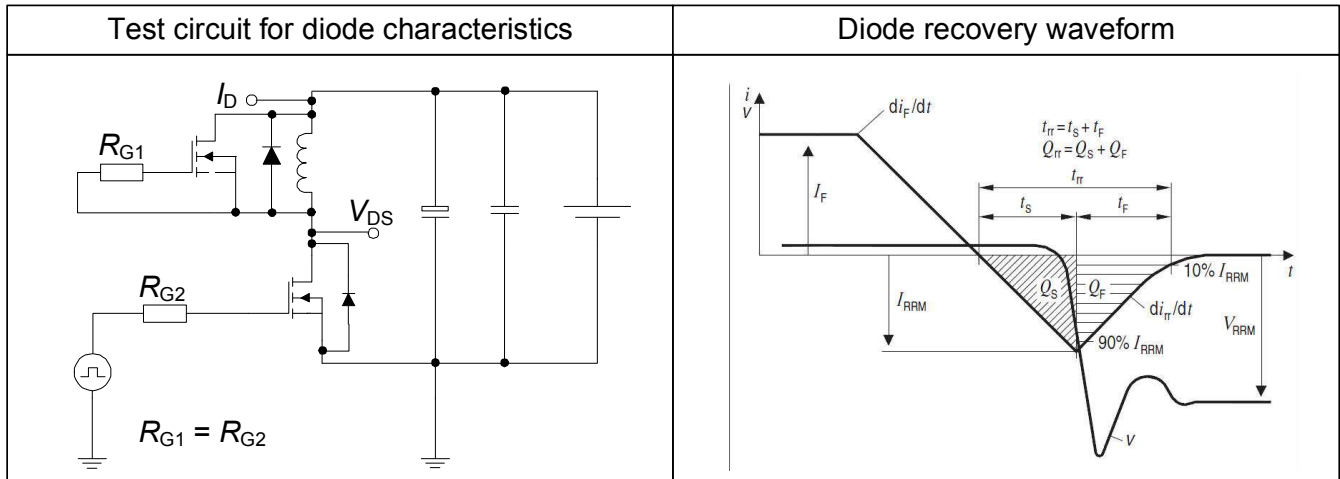 Test circuit for diode characteristics
Diode recovery waveform
I_D
R_G1
V_DS
R_G2
R_G1 = R_G2
i
v
di_F/dt
t_rr = t_S + t_F
Q_rr = Q_S + Q_F
t_rr
I_F
t_S
t_F
10% I_RRM
t
Q_S
Q_F
I_RRM
di_rr/dt
V_RRM
90% I_RRM
v